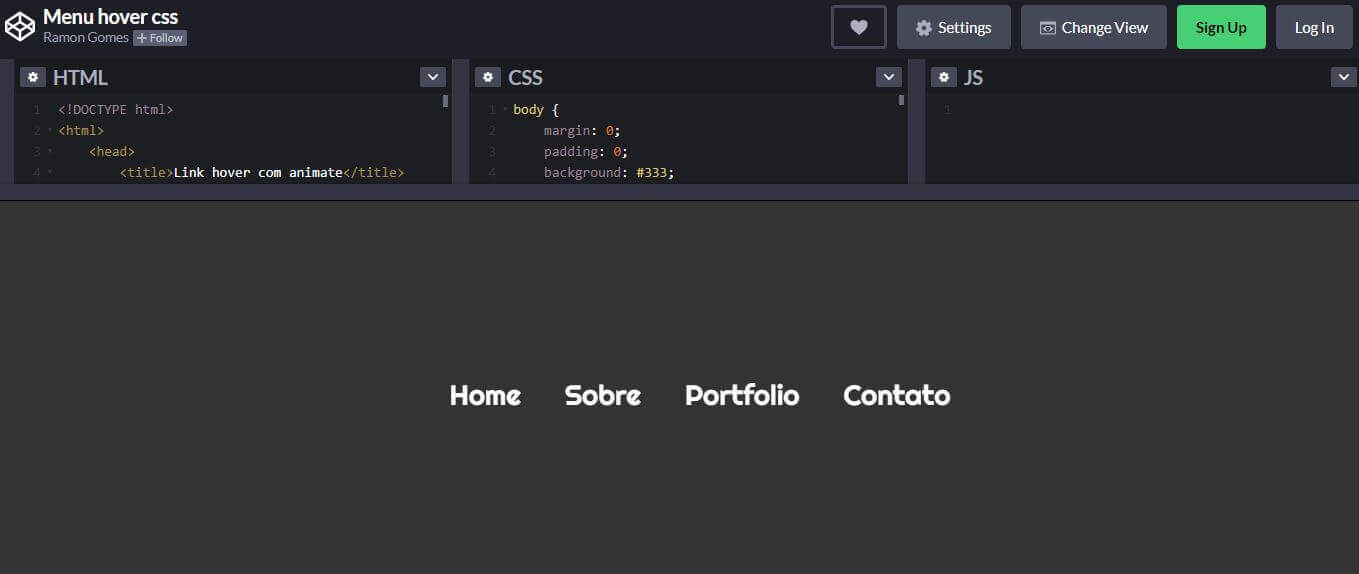 Menu hover css
Ramon Gomes + Follow
Settings
Change View
Sign Up
Log In
HTML
1 <!DOCTYPE html>
2 <html>
3 <head>
4 <title>Link hover com animate</title>
CSS
1 body {
2 margin: 0;
3 padding: 0;
4 background: #333;
JS
1
Home Sobre Portfolio Contato